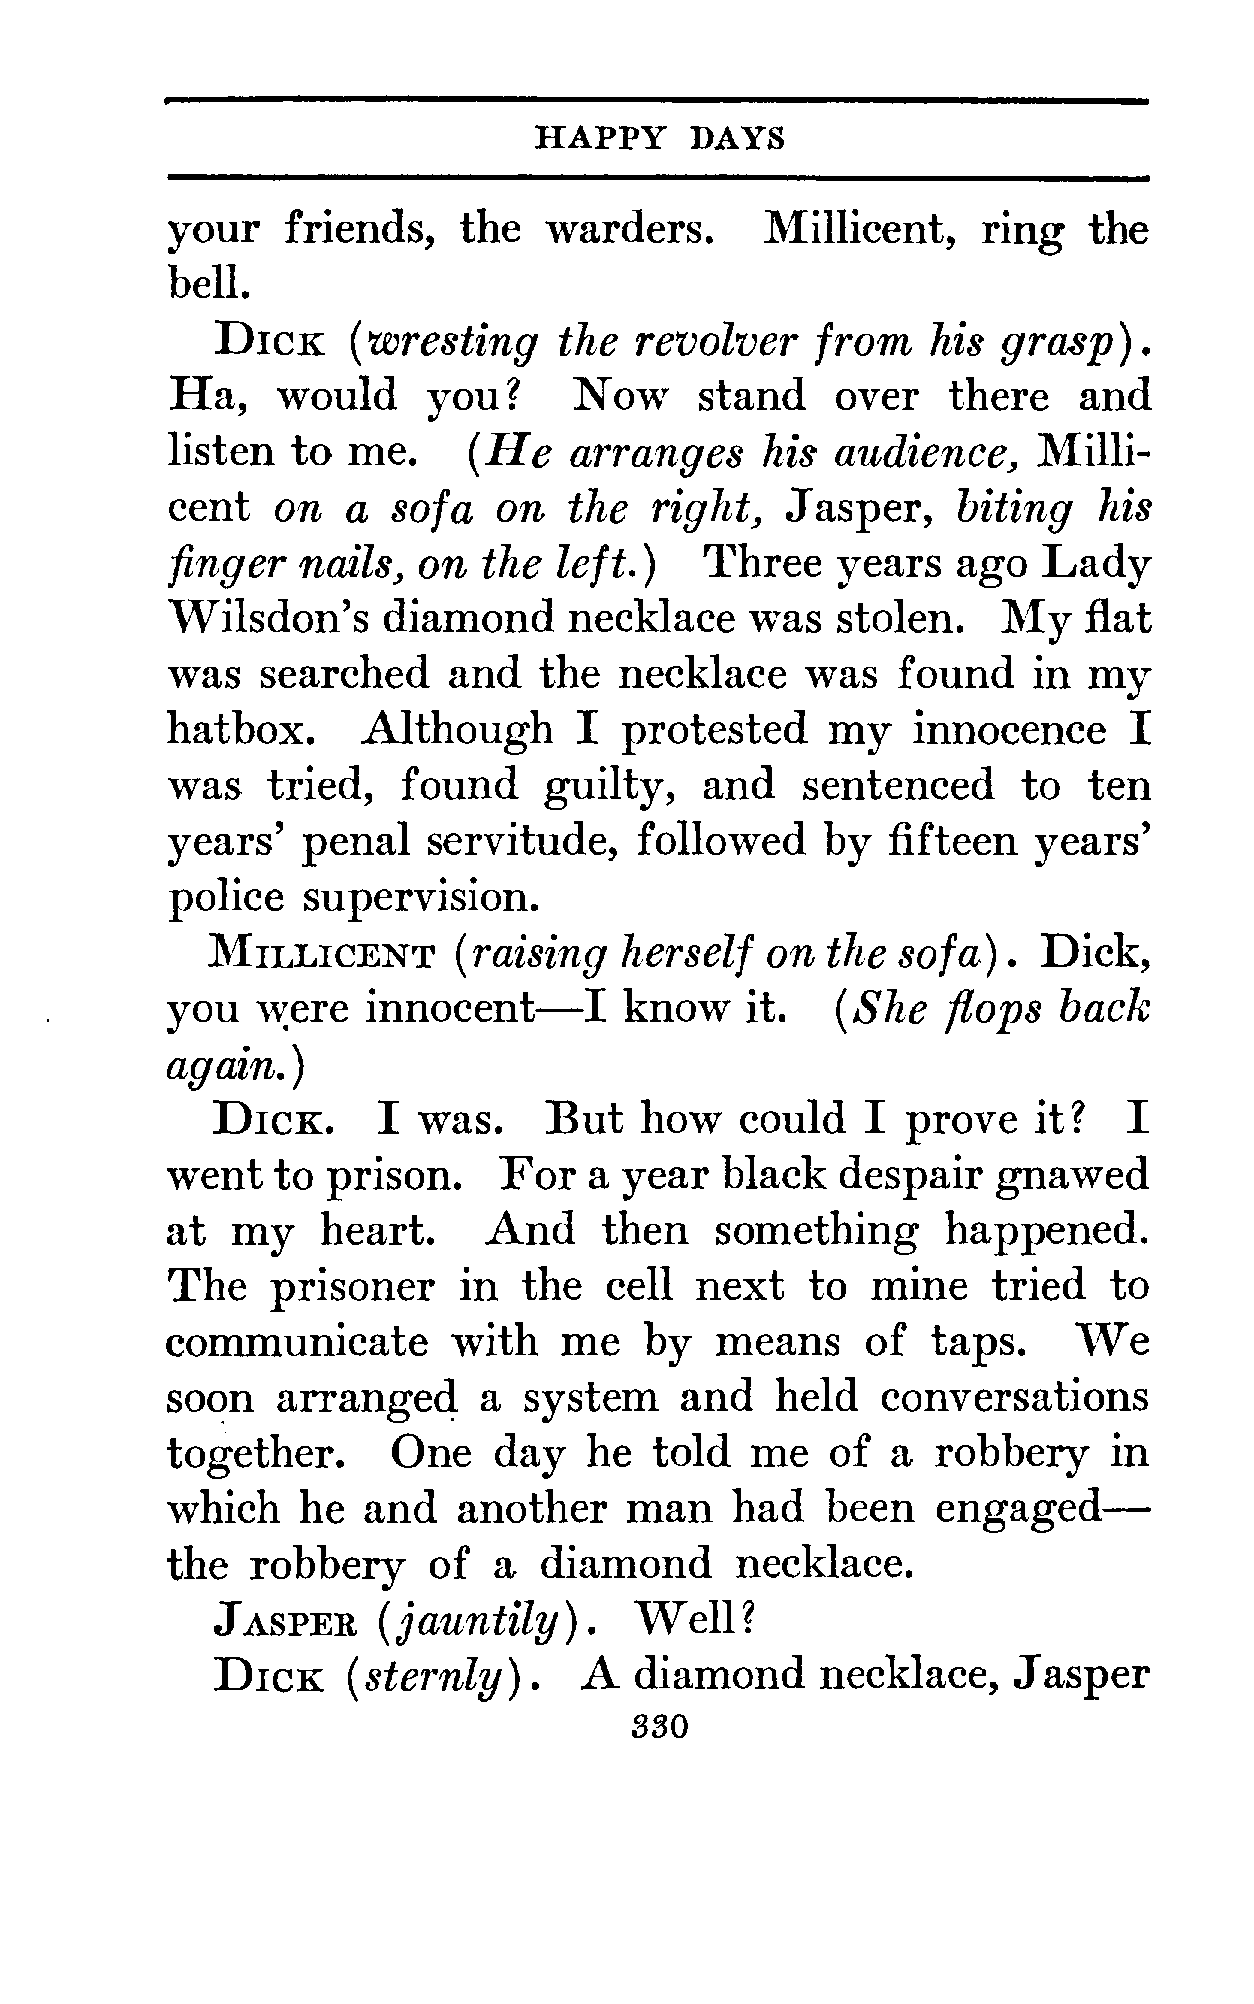 HAPPY DAYS
your friends, the warders. Millicent, ring the
bell.
DICK (wresting the revolver from his grasp).
Ha, would you? Now stand over there and
listen to me. (He arranges his audience, Milli-
cent on a sofa on the right, Jasper, biting his
finger nails, on the left.) Three years ago Lady
Wilsdon's diamond necklace was stolen. My flat
was searched and the necklace was found in my
hatbox. Although I protested my innocence I
was tried, found guilty, and sentenced to ten
years' penal servitude, followed by fifteen years'
police supervision.
MILLICENT (raising herself on the sofa). Dick,
you were innocent—I know it. (She flops back
again.)
DICK. I was. But how could I prove it? I
went to prison. For a year black despair gnawed
at my heart. And then something happened.
The prisoner in the cell next to mine tried to
communicate with me by means of taps. We
soon arranged a system and held conversations
together. One day he told me of a robbery in
which he and another man had been engaged—
the robbery of a diamond necklace.
JASPER (jauntily). Well?
DICK (sternly). A diamond necklace, Jasper
330